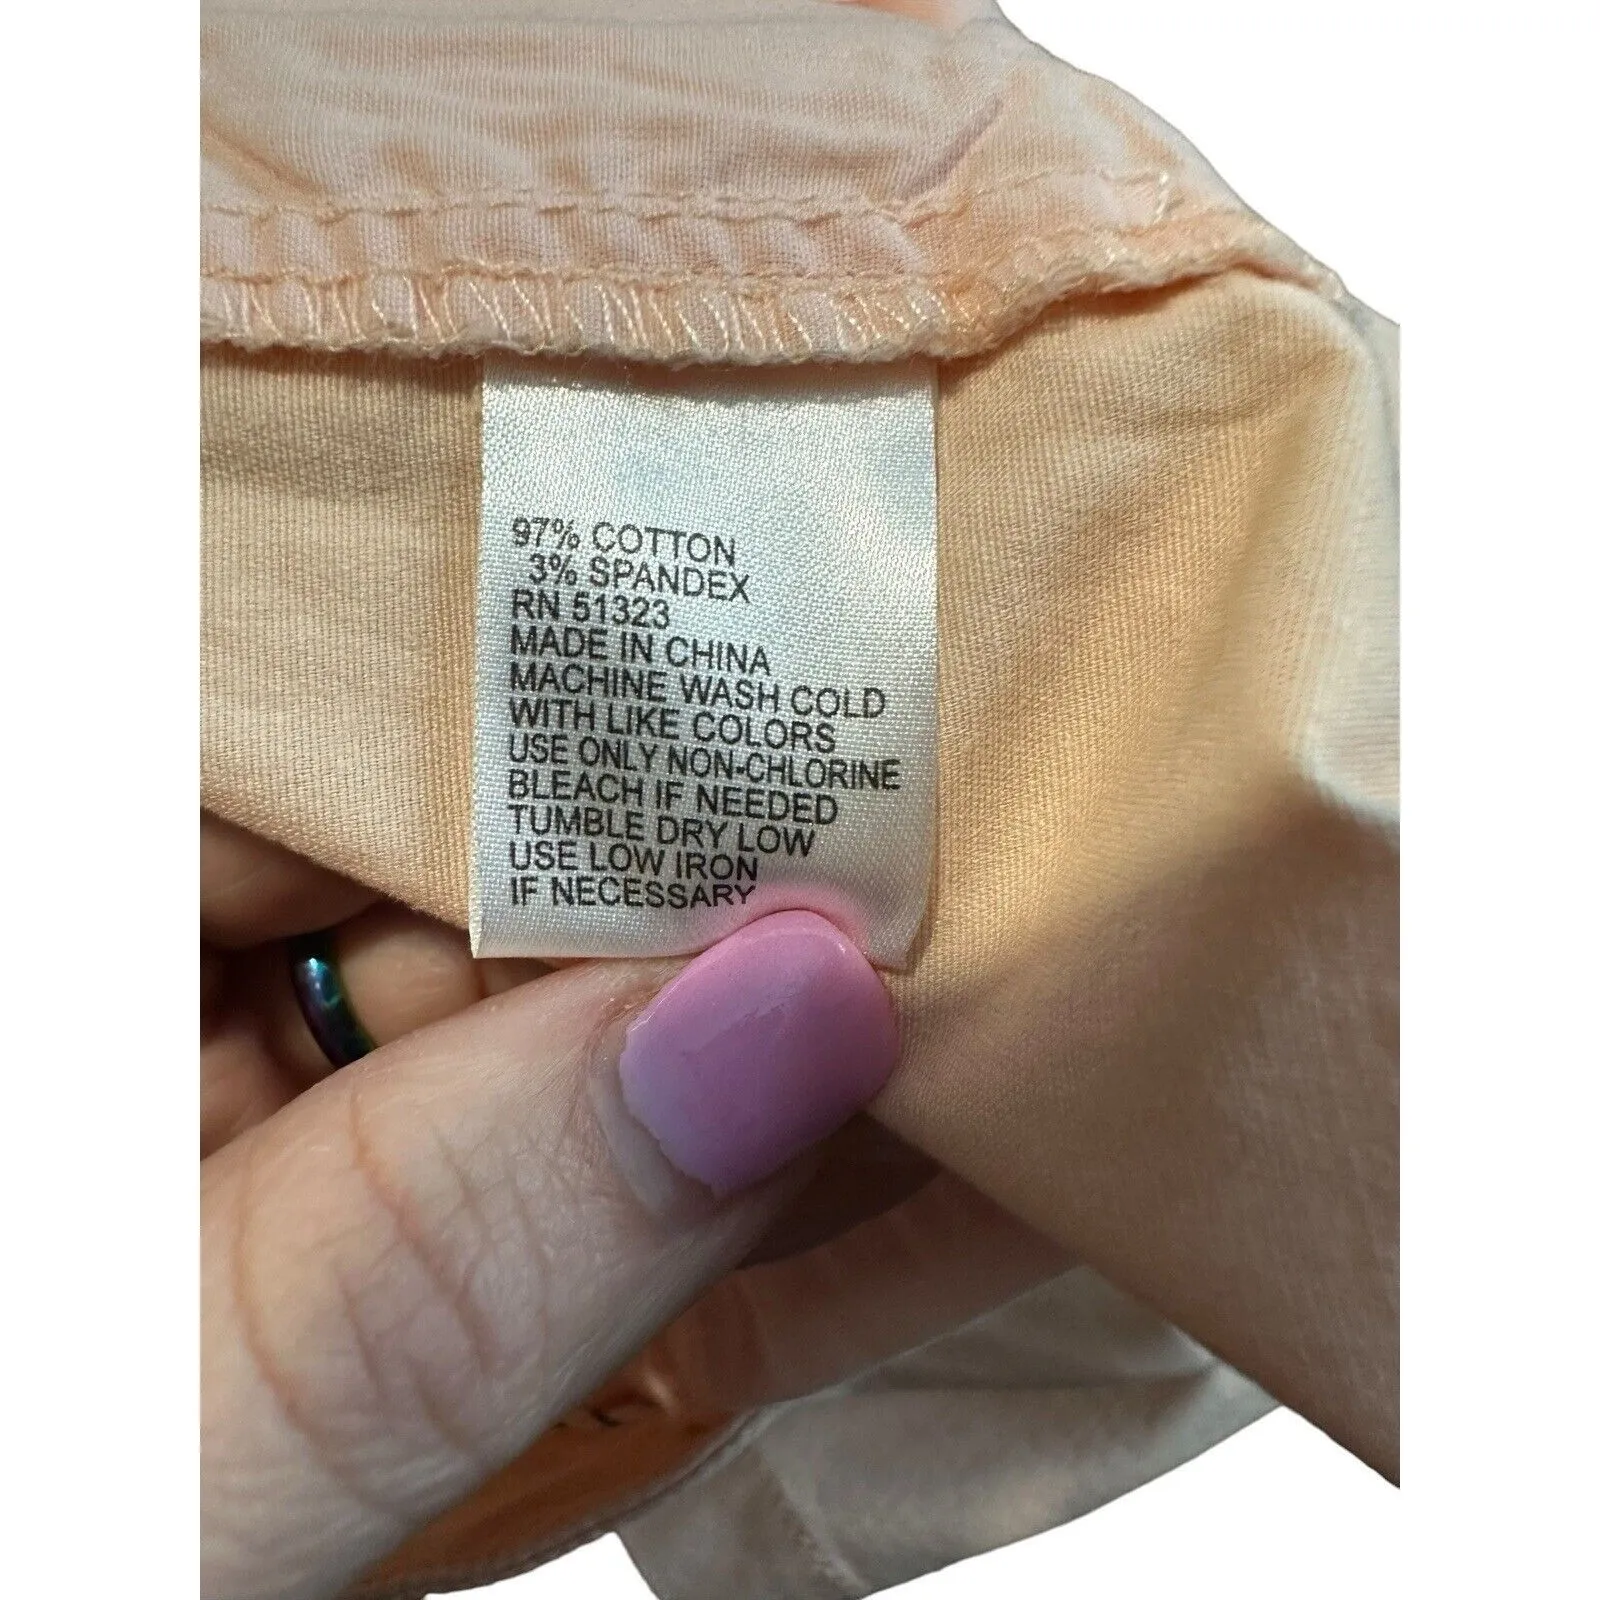 97% COTTON
3% SPANDEX
RN 51323
MADE IN CHINA
MACHINE WASH COLD
WITH LIKE COLORS
USE ONLY NON-CHLORINE
BLEACH IF NEEDED
TUMBLE DRY LOW
USE LOW IRON
IF NECESSARY